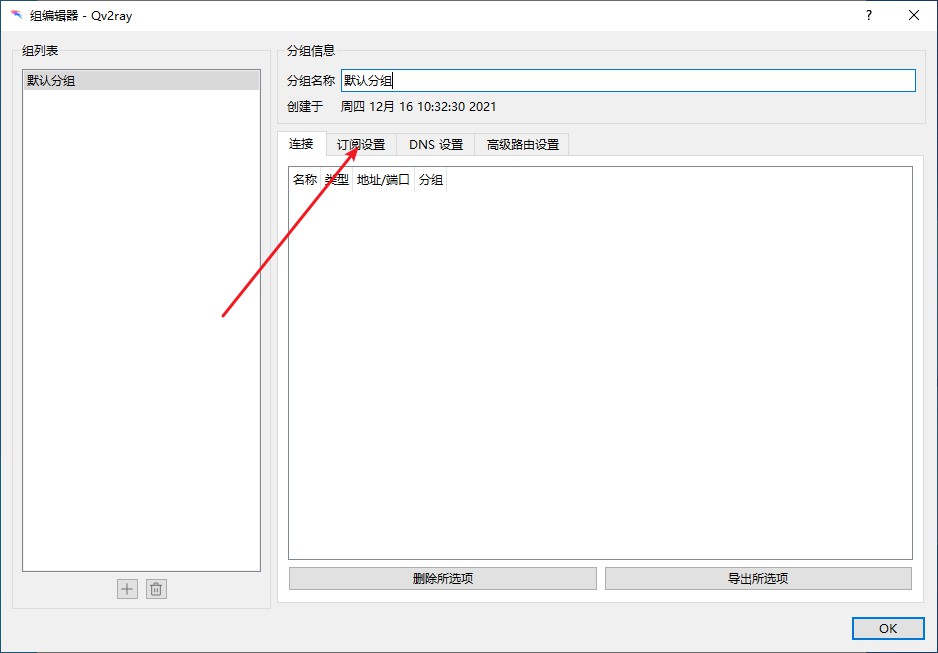 组编辑器 - Qv2ray
?
组列表
默认分组
分组信息
分组名称 默认分组
创建于 周四 12月 16 10:32:30 2021
连接 订阅设置 DNS 设置 高级路由设置
名称 类型 地址/端口 分组
删除所选项 导出所选项
OK